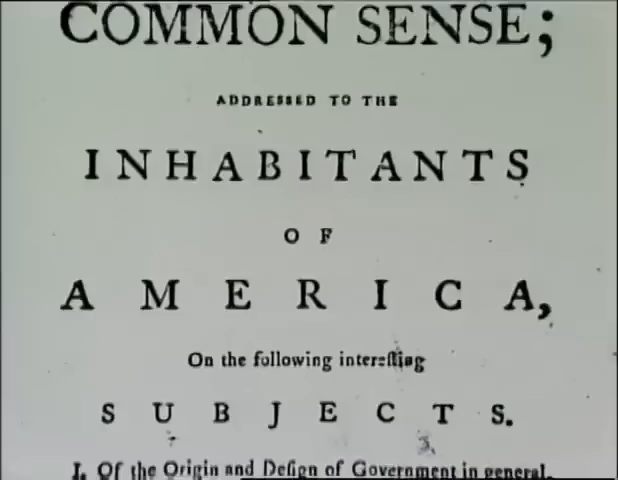 COMMON SENSE;
ADDRESSED TO THE
INHABITANTS
OF
AMERICA,
On the following intereſting
SUBJECTS.
I. Of the Origin and Deſign of Government in general.